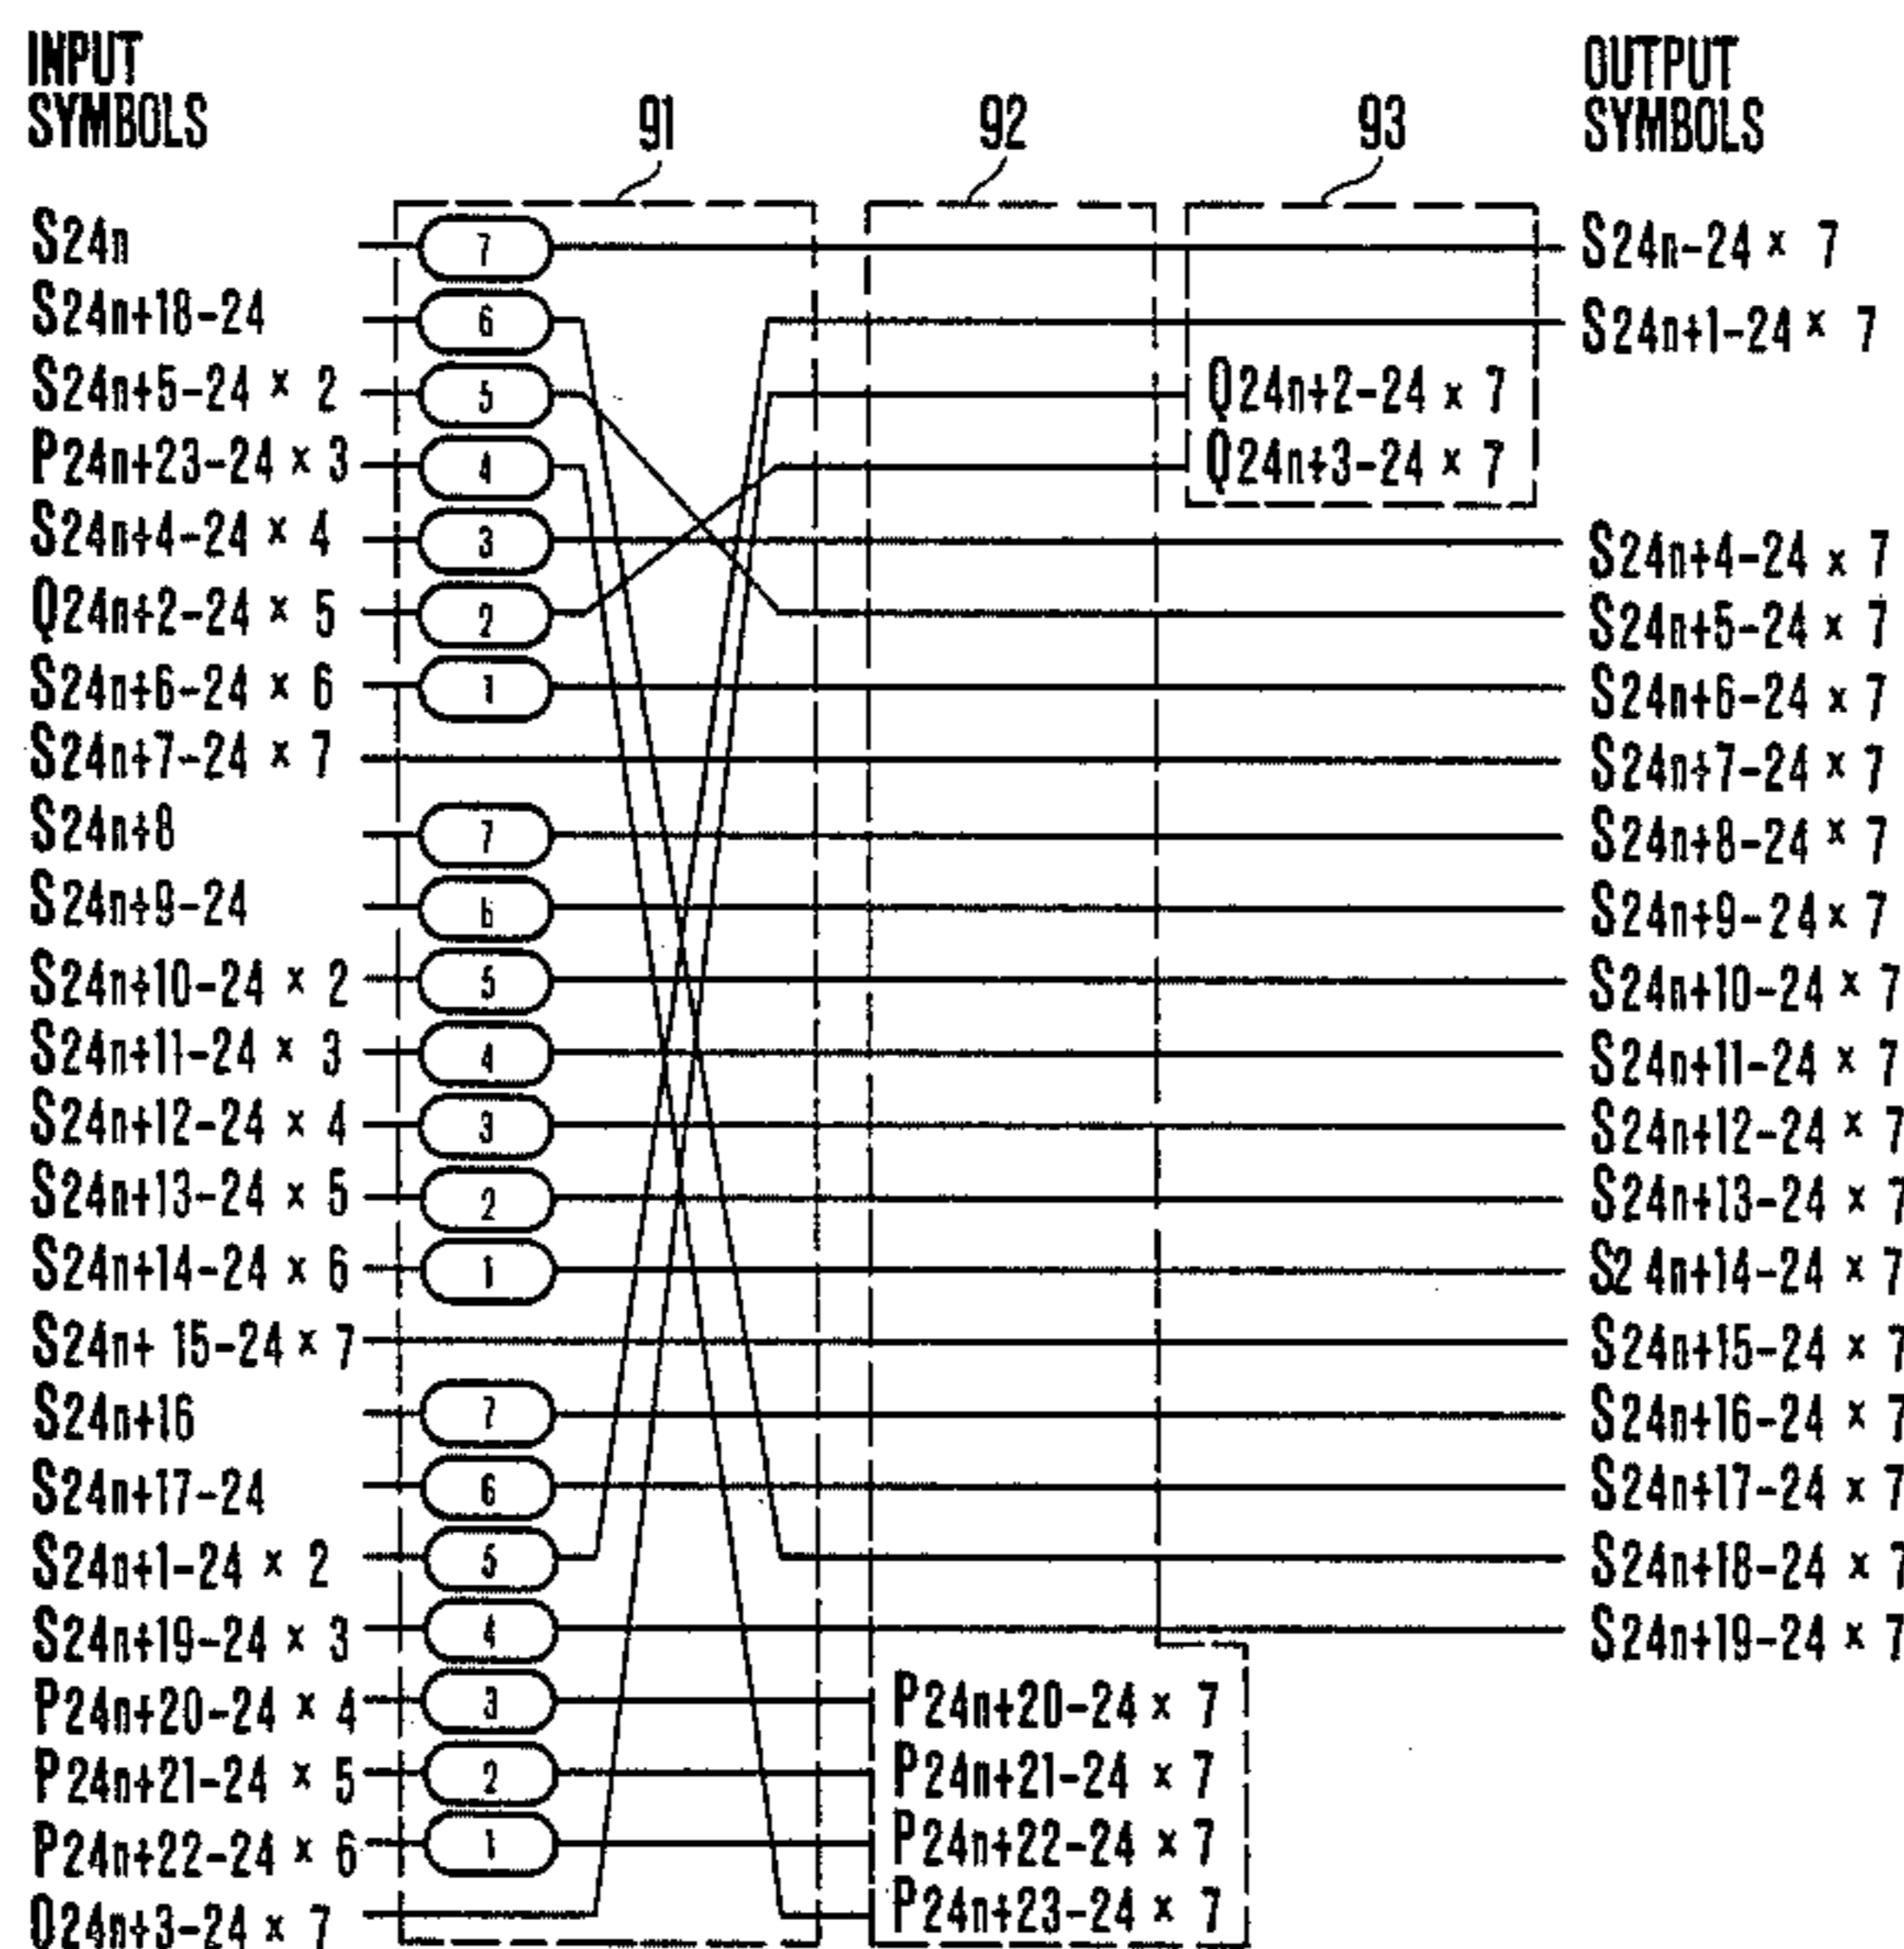 INPUT
SYMBOLS
91
92
93
OUTPUT
SYMBOLS
S24n
7
S24n-24 × 7
S24n+18-24
6
S24n+1-24 × 7
S24n+5-24 × 2
5
Q24n+2-24 × 7
P24n+23-24 × 3
4
Q24n+3-24 × 7
S24n+4-24 × 4
3
S24n+4-24 × 7
Q24n+2-24 × 5
2
S24n+5-24 × 7
S24n+6-24 × 6
1
S24n+6-24 × 7
S24n+7-24 × 7
S24n+7-24 × 7
S24n+8
7
S24n+8-24 × 7
S24n+9-24
6
S24n+9-24 × 7
S24n+10-24 × 2
5
S24n+10-24 × 7
S24n+11-24 × 3
4
S24n+11-24 × 7
S24n+12-24 × 4
3
S24n+12-24 × 7
S24n+13-24 × 5
2
S24n+13-24 × 7
S24n+14-24 × 6
1
S24n+14-24 × 7
S24n+ 15-24 × 7
S24n+15-24 × 7
S24n+16
7
S24n+16-24 × 7
S24n+17-24
6
S24n+17-24 × 7
S24n+1-24 × 2
5
S24n+18-24 × 7
S24n+19-24 × 3
4
S24n+19-24 × 7
P24n+20-24 × 4
3
P24n+20-24 × 7
P24n+21-24 × 5
2
P24n+21-24 × 7
P24n+22-24 × 6
1
P24n+22-24 × 7
Q24n+3-24 × 7
P24n+23-24 × 7